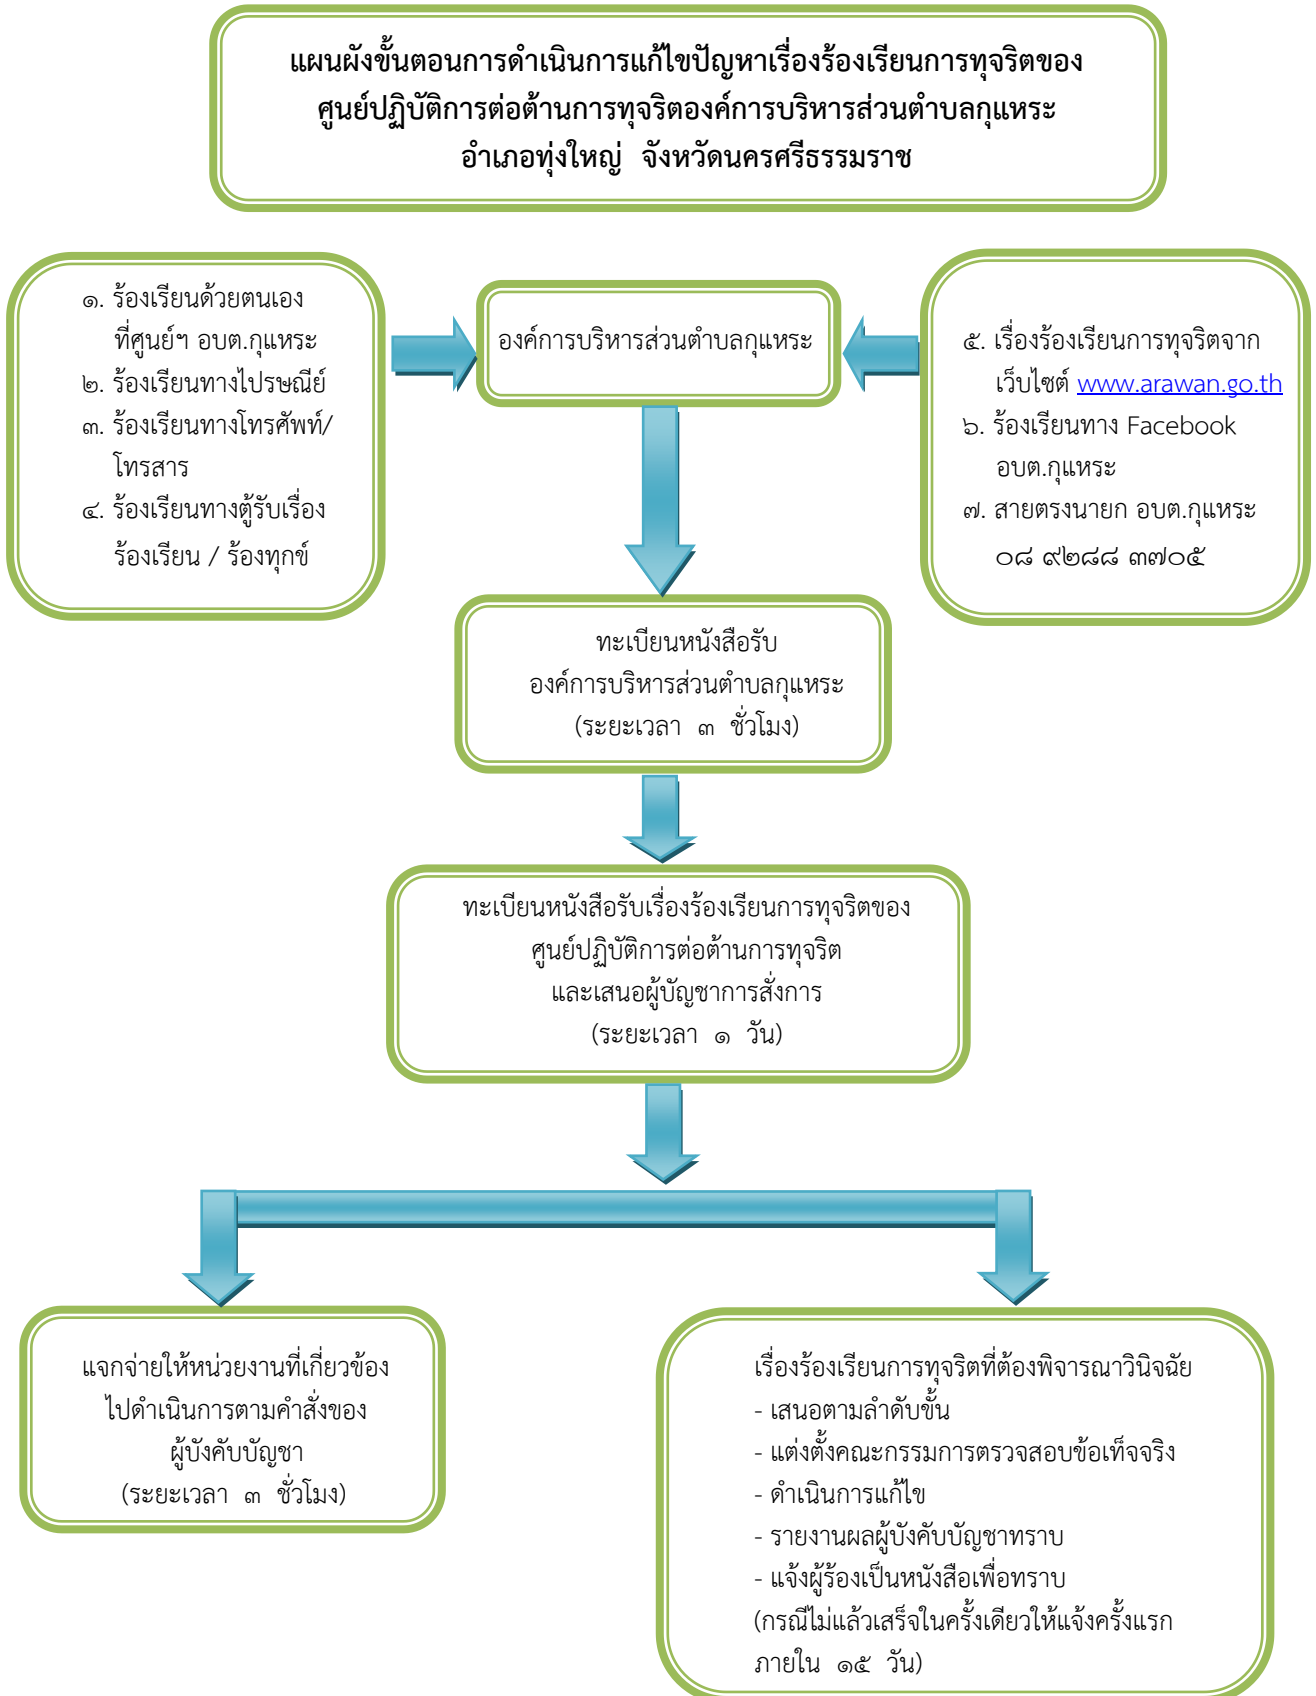 แผนผังขั้นตอนการดำเนินการแก้ไขปัญหาเรื่องร้องเรียนการทุจริตของ
ศูนย์ปฏิบัติการต่อต้านการทุจริตองค์การบริหารส่วนตำบลกุแหระ
อำเภอทุ่งใหญ่ จังหวัดนครศรีธรรมราช
๑. ร้องเรียนด้วยตนเอง
ที่ศูนย์ฯ อบต.กุแหระ
๒. ร้องเรียนทางไปรษณีย์
๓. ร้องเรียนทางโทรศัพท์/
โทรสาร
๔. ร้องเรียนทางตู้รับเรื่อง
ร้องเรียน / ร้องทุกข์
องค์การบริหารส่วนตำบลกุแหระ
๕. เรื่องร้องเรียนการทุจริตจาก
เว็บไซต์ www.arawan.go.th
๖. ร้องเรียนทาง Facebook
อบต.กุแหระ
๗. สายตรงนายก อบต.กุแหระ
๐๘ ๙๒๘๘ ๓๗๐๕
ทะเบียนหนังสือรับ
องค์การบริหารส่วนตำบลกุแหระ
(ระยะเวลา ๓ ชั่วโมง)
ทะเบียนหนังสือรับเรื่องร้องเรียนการทุจริตของ
ศูนย์ปฏิบัติการต่อต้านการทุจริต
และเสนอผู้บัญชาการสั่งการ
(ระยะเวลา ๑ วัน)
แจกจ่ายให้หน่วยงานที่เกี่ยวข้อง
ไปดำเนินการตามคำสั่งของ
ผู้บังคับบัญชา
(ระยะเวลา ๓ ชั่วโมง)
เรื่องร้องเรียนการทุจริตที่ต้องพิจารณาวินิจฉัย
- เสนอตามลำดับขั้น
- แต่งตั้งคณะกรรมการตรวจสอบข้อเท็จจริง
- ดำเนินการแก้ไข
- รายงานผลผู้บังคับบัญชาทราบ
- แจ้งผู้ร้องเป็นหนังสือเพื่อทราบ
(กรณีไม่แล้วเสร็จในครั้งเดียวให้แจ้งครั้งแรก
ภายใน ๑๕ วัน)